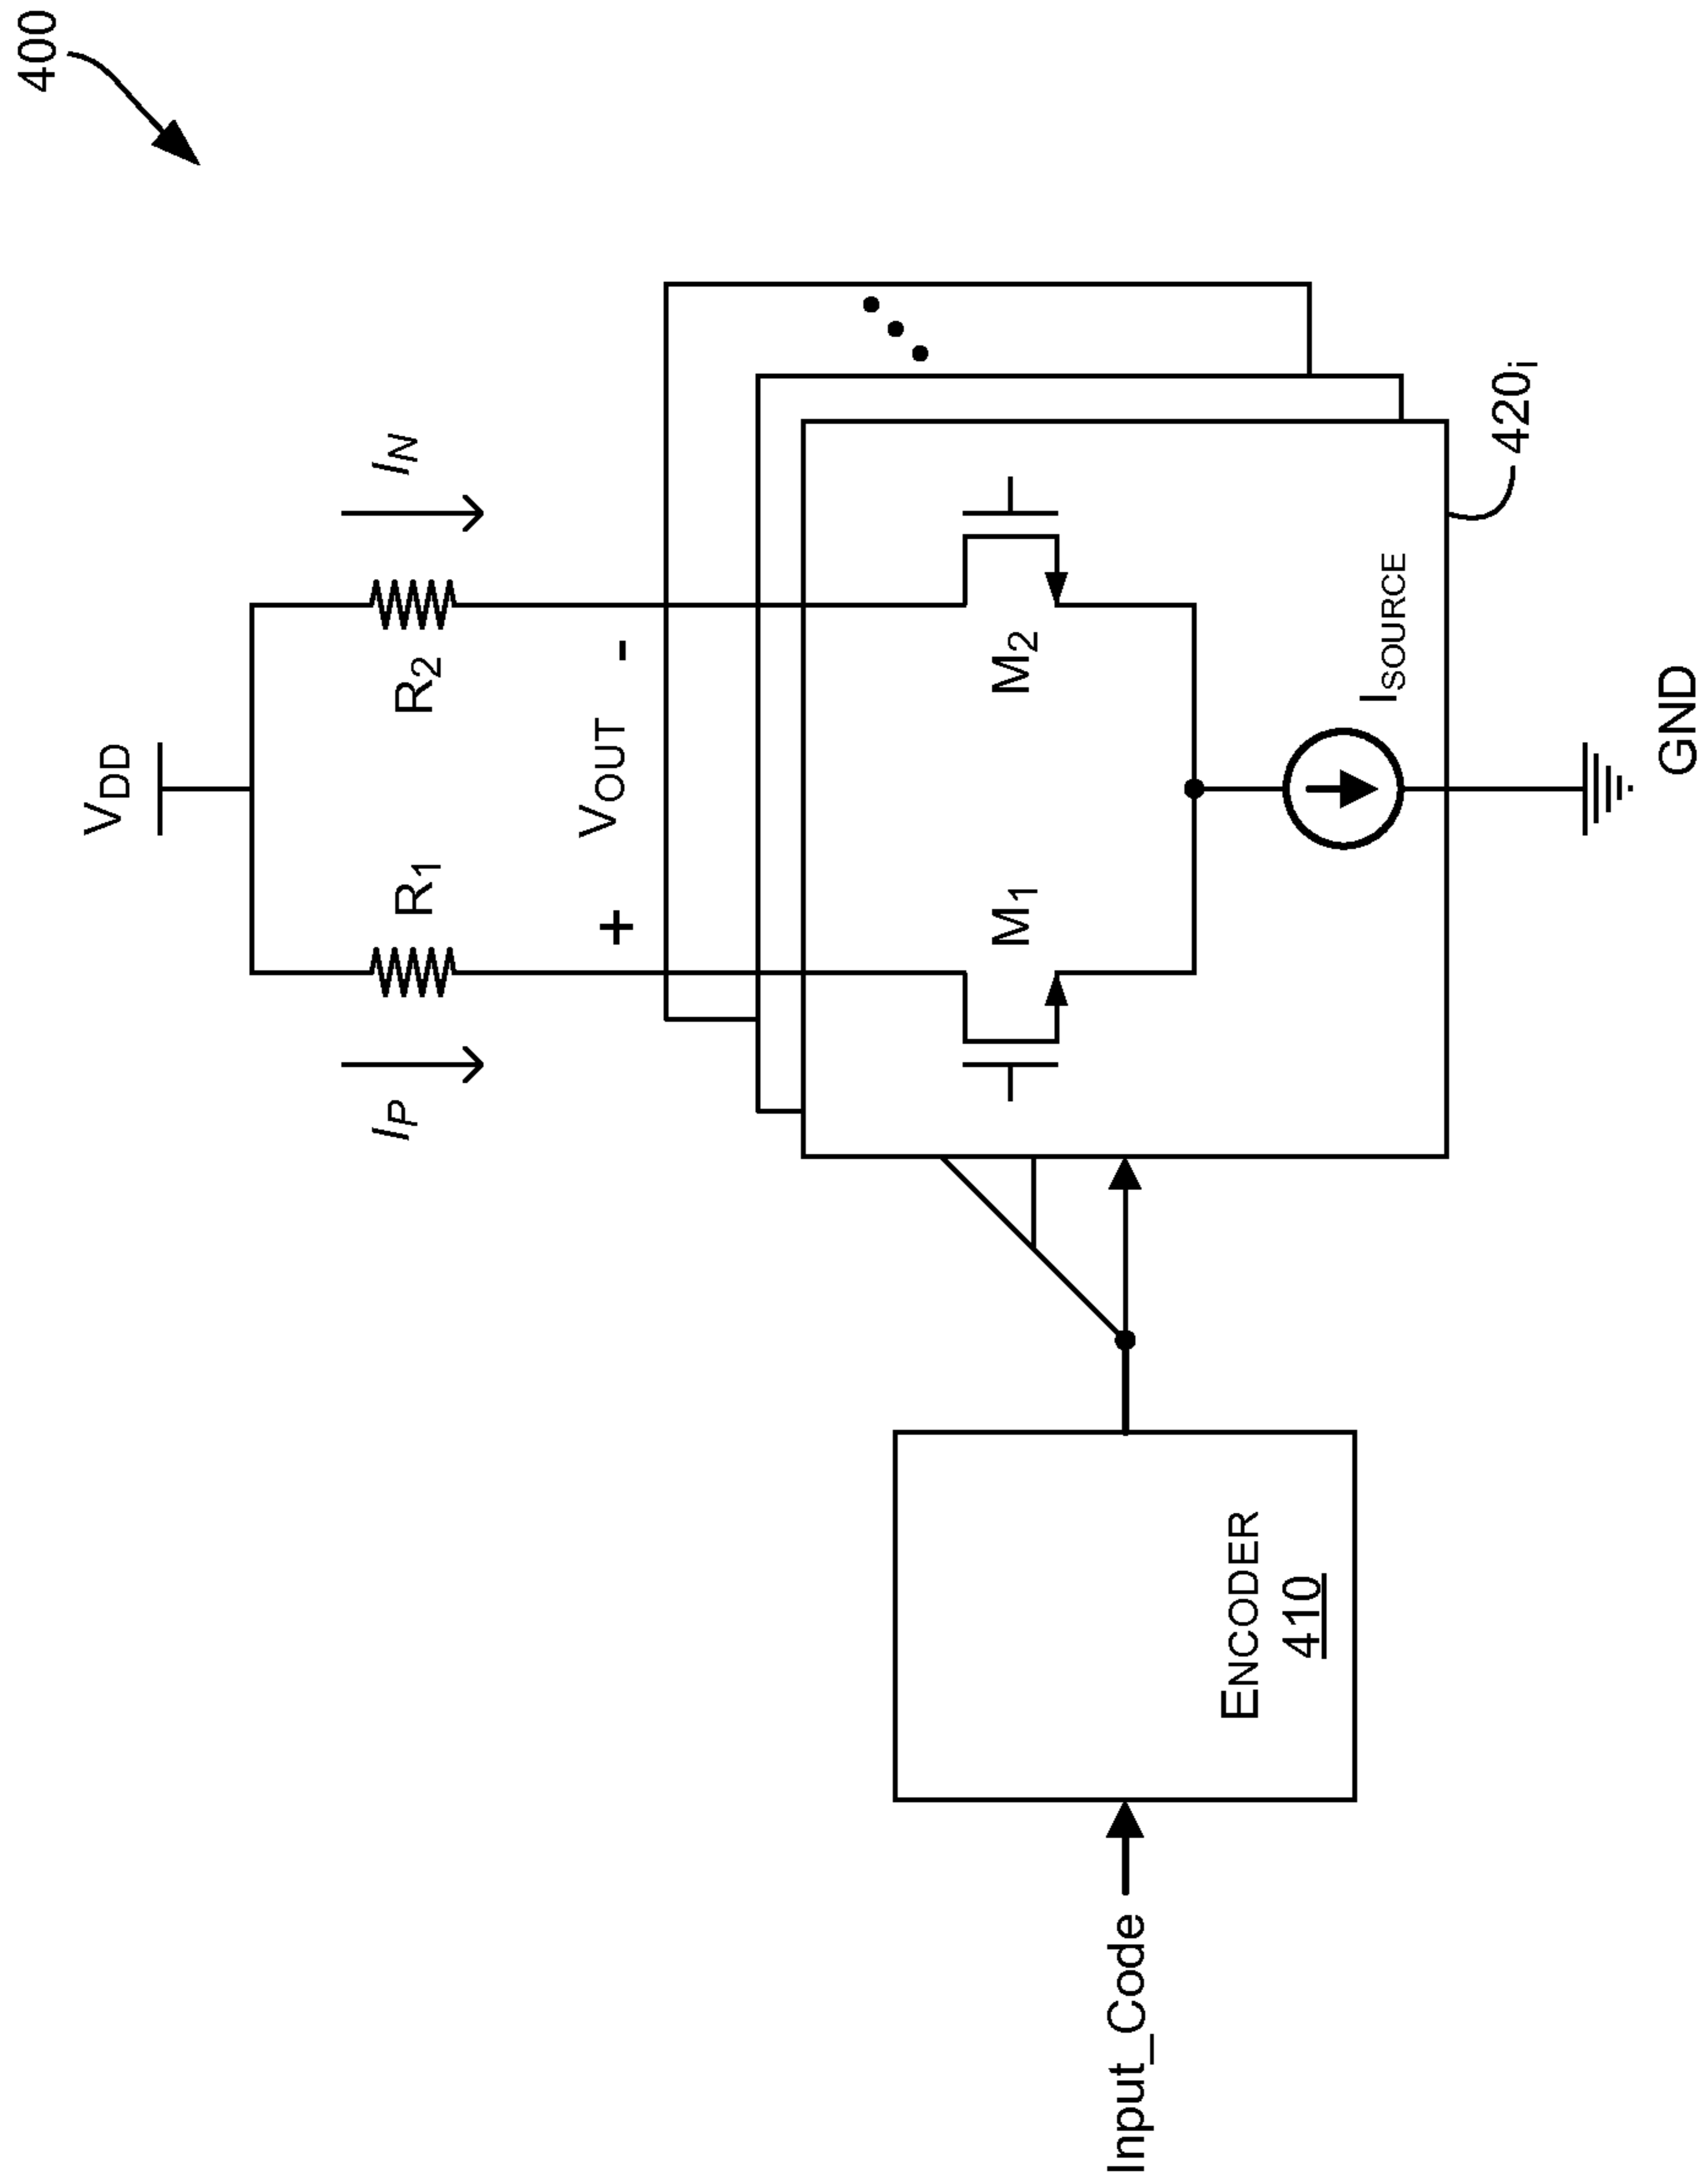 400
V_DD
I_P
R_1
R_2
I_N
+ V_OUT -
M_1
M_2
I_SOURCE
420_i
GND
Input_Code
ENCODER
410